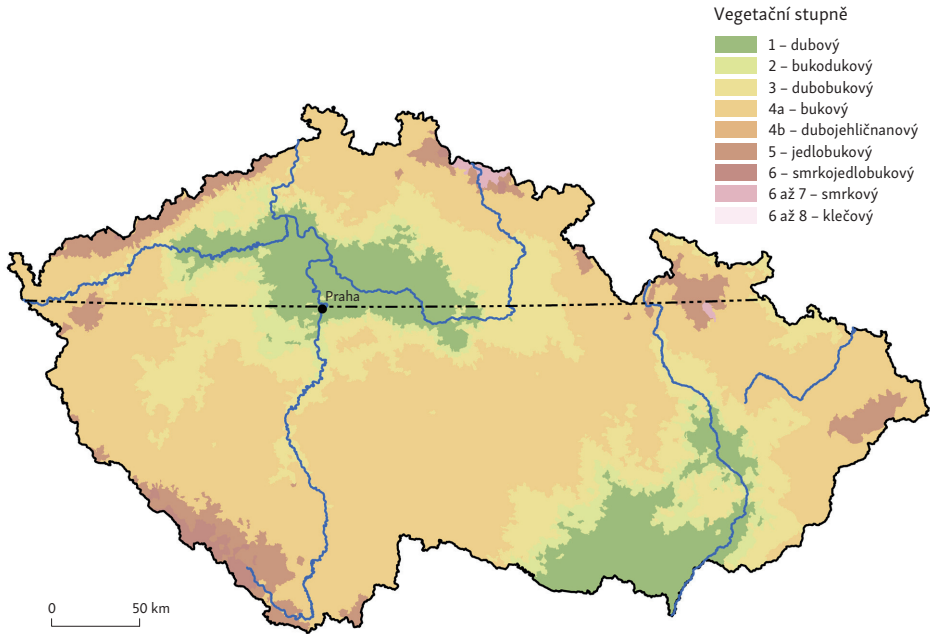 Vegetační stupně
1 – dubový
2 – bukodukový
3 – dubobukový
4a – bukový
4b – dubojehličnanový
5 – jedlobukový
6 – smrkojedlobukový
6 až 7 – smrkový
6 až 8 – klečový
Praha
0 50 km